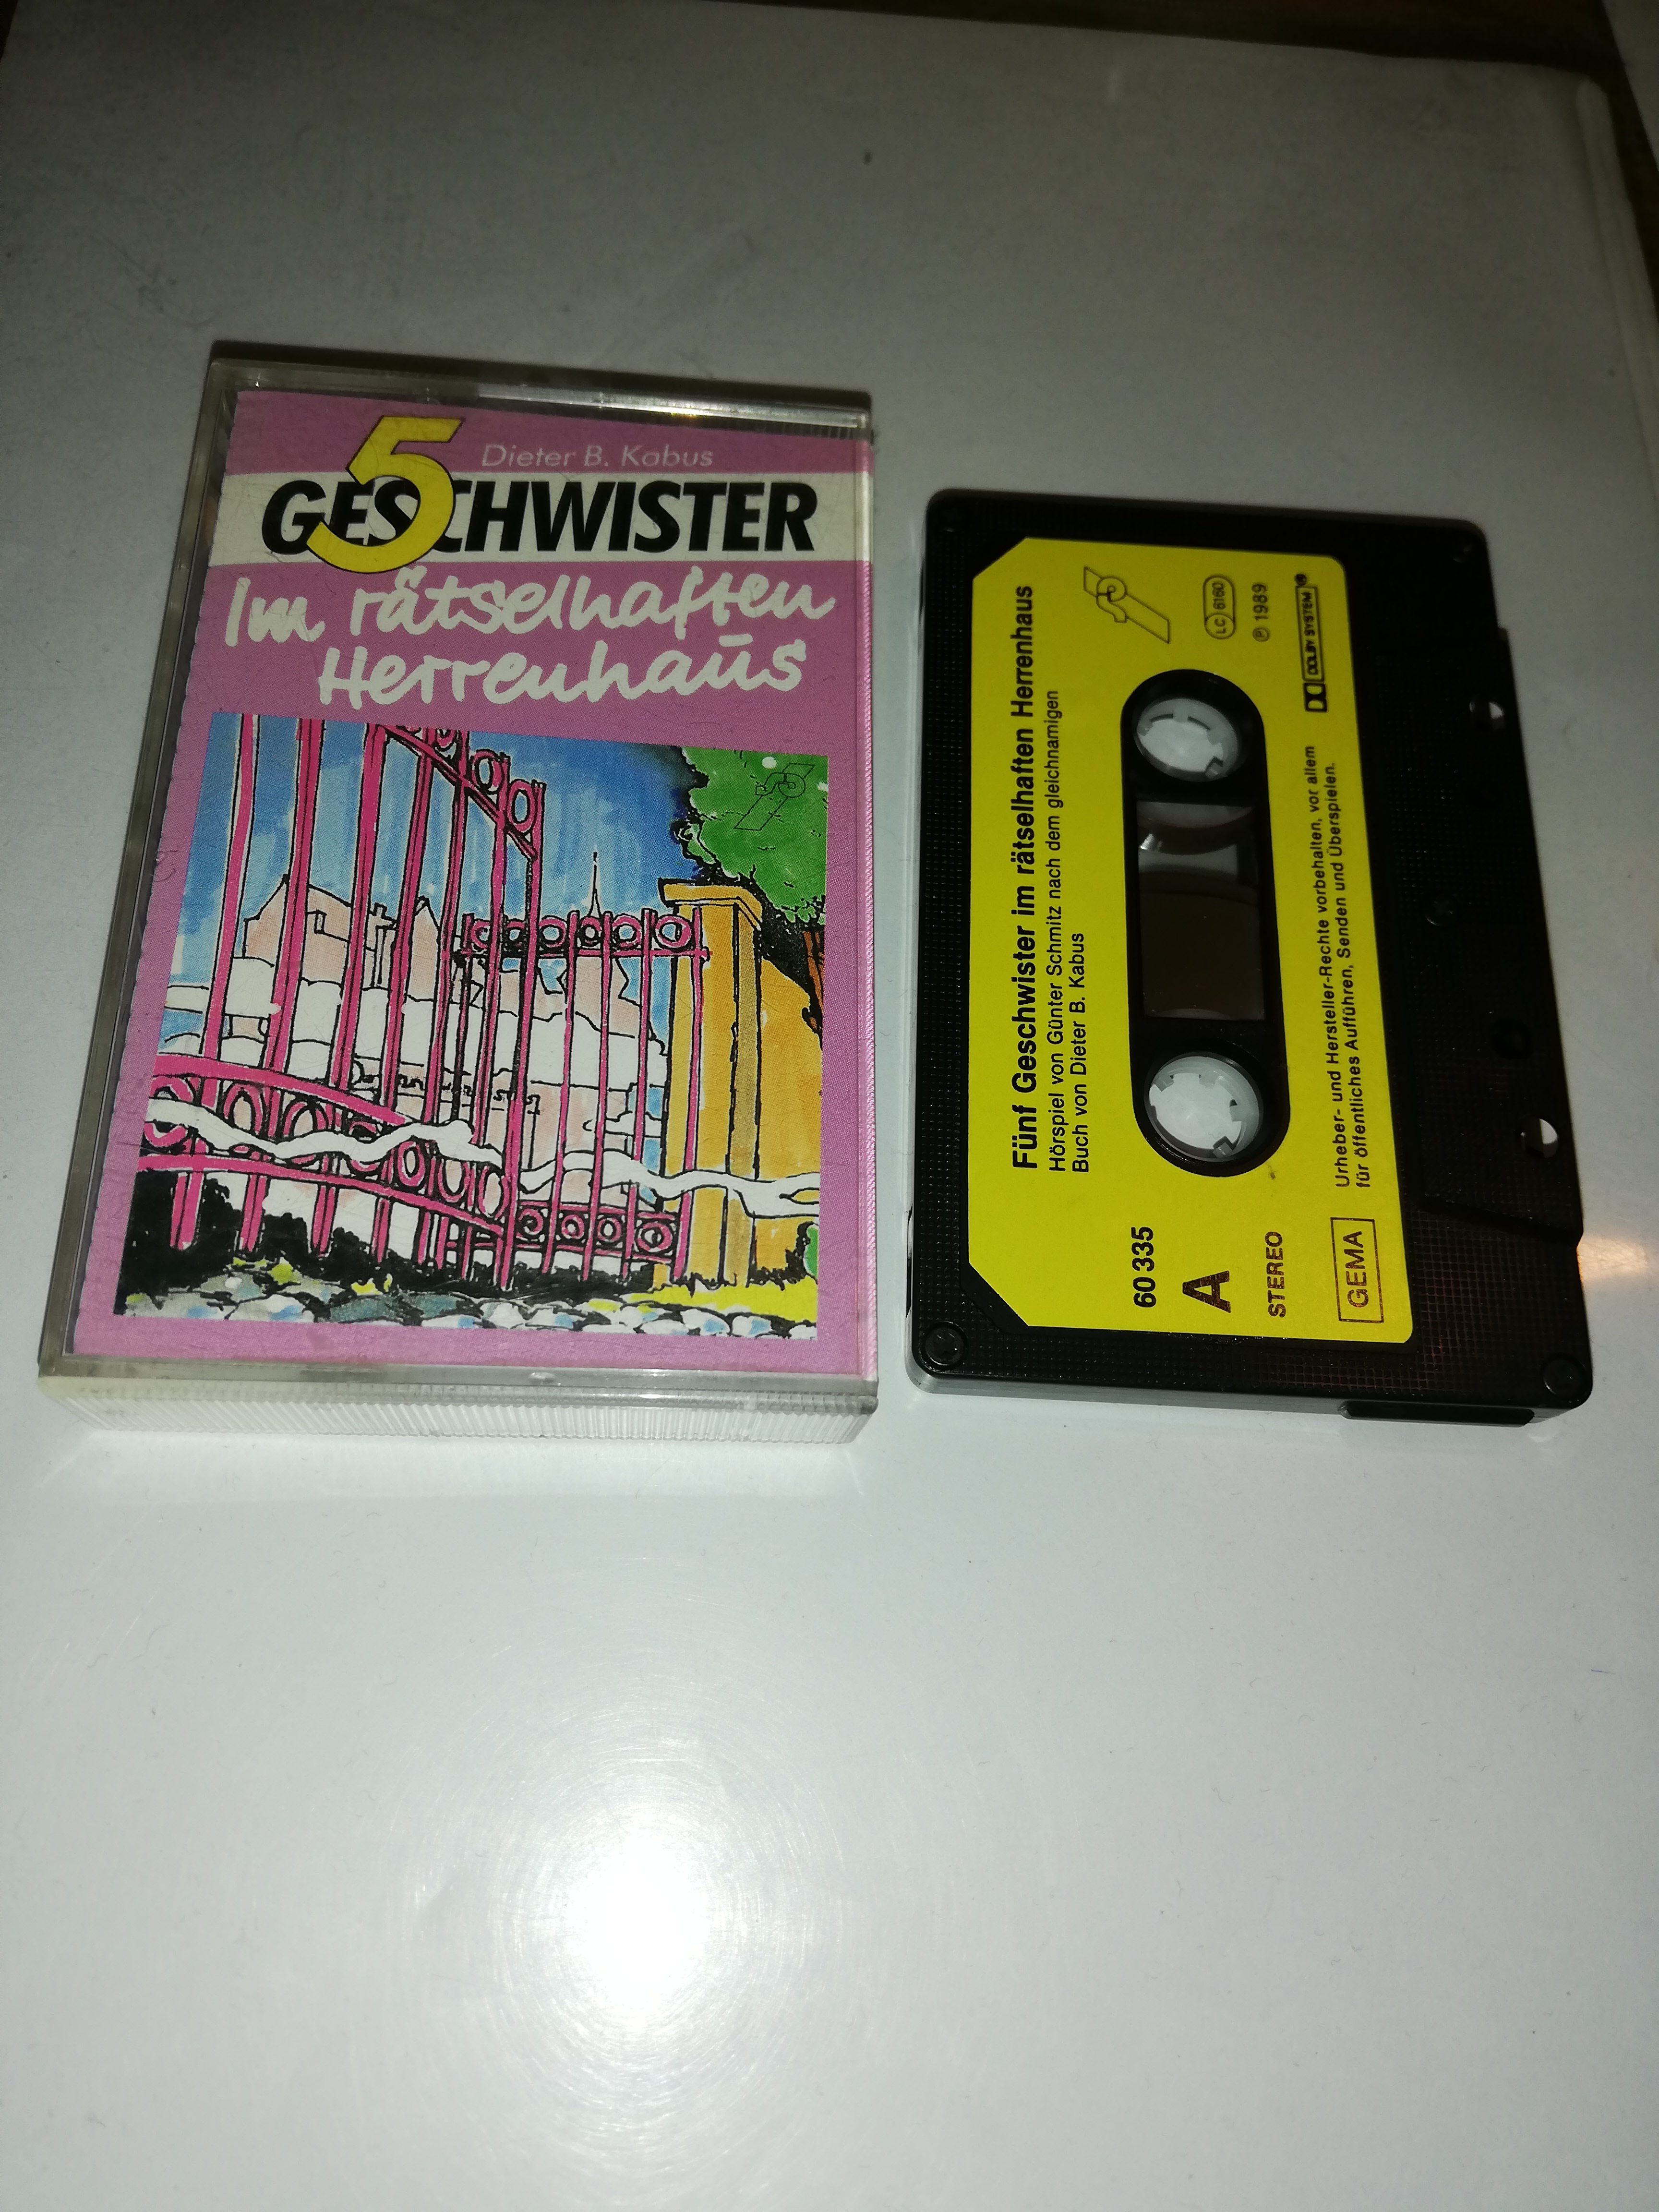 Dieter B. Kabus
5 GESCHWISTER
Im rätselhaften
Herrenhaus
Fünf Geschwister im rätselhaften Herrenhaus
Hörspiel von Günter Schmitz nach dem gleichnamigen
Buch von Dieter B. Kabus
60 335
A
STEREO
GEMA
LC 6160
℗ 1989
DOLBY SYSTEM®
Urheber- und Hersteller-Rechte vorbehalten, vor allem
für öffentliches Aufführen, Senden und Überspielen.